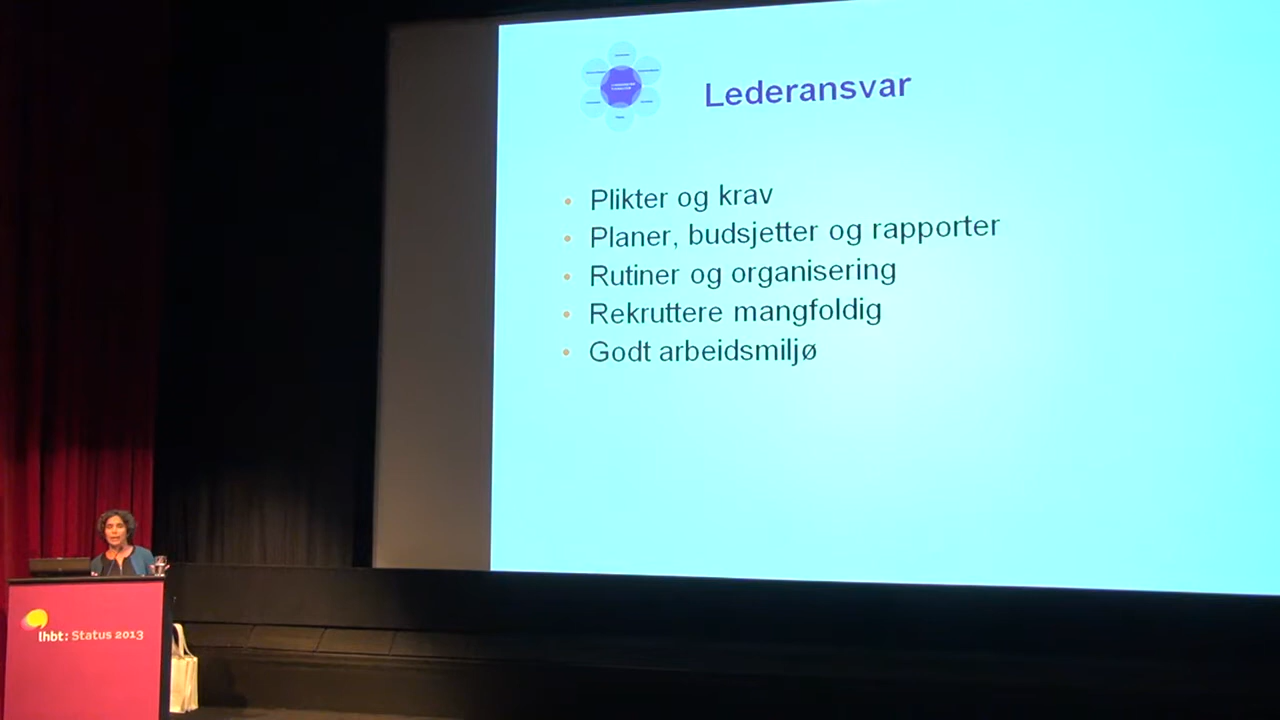 Lederansvar
Plikter og krav
Planer, budsjetter og rapporter
Rutiner og organisering
Rekruttere mangfoldig
Godt arbeidsmiljø
lhbt: Status 2013